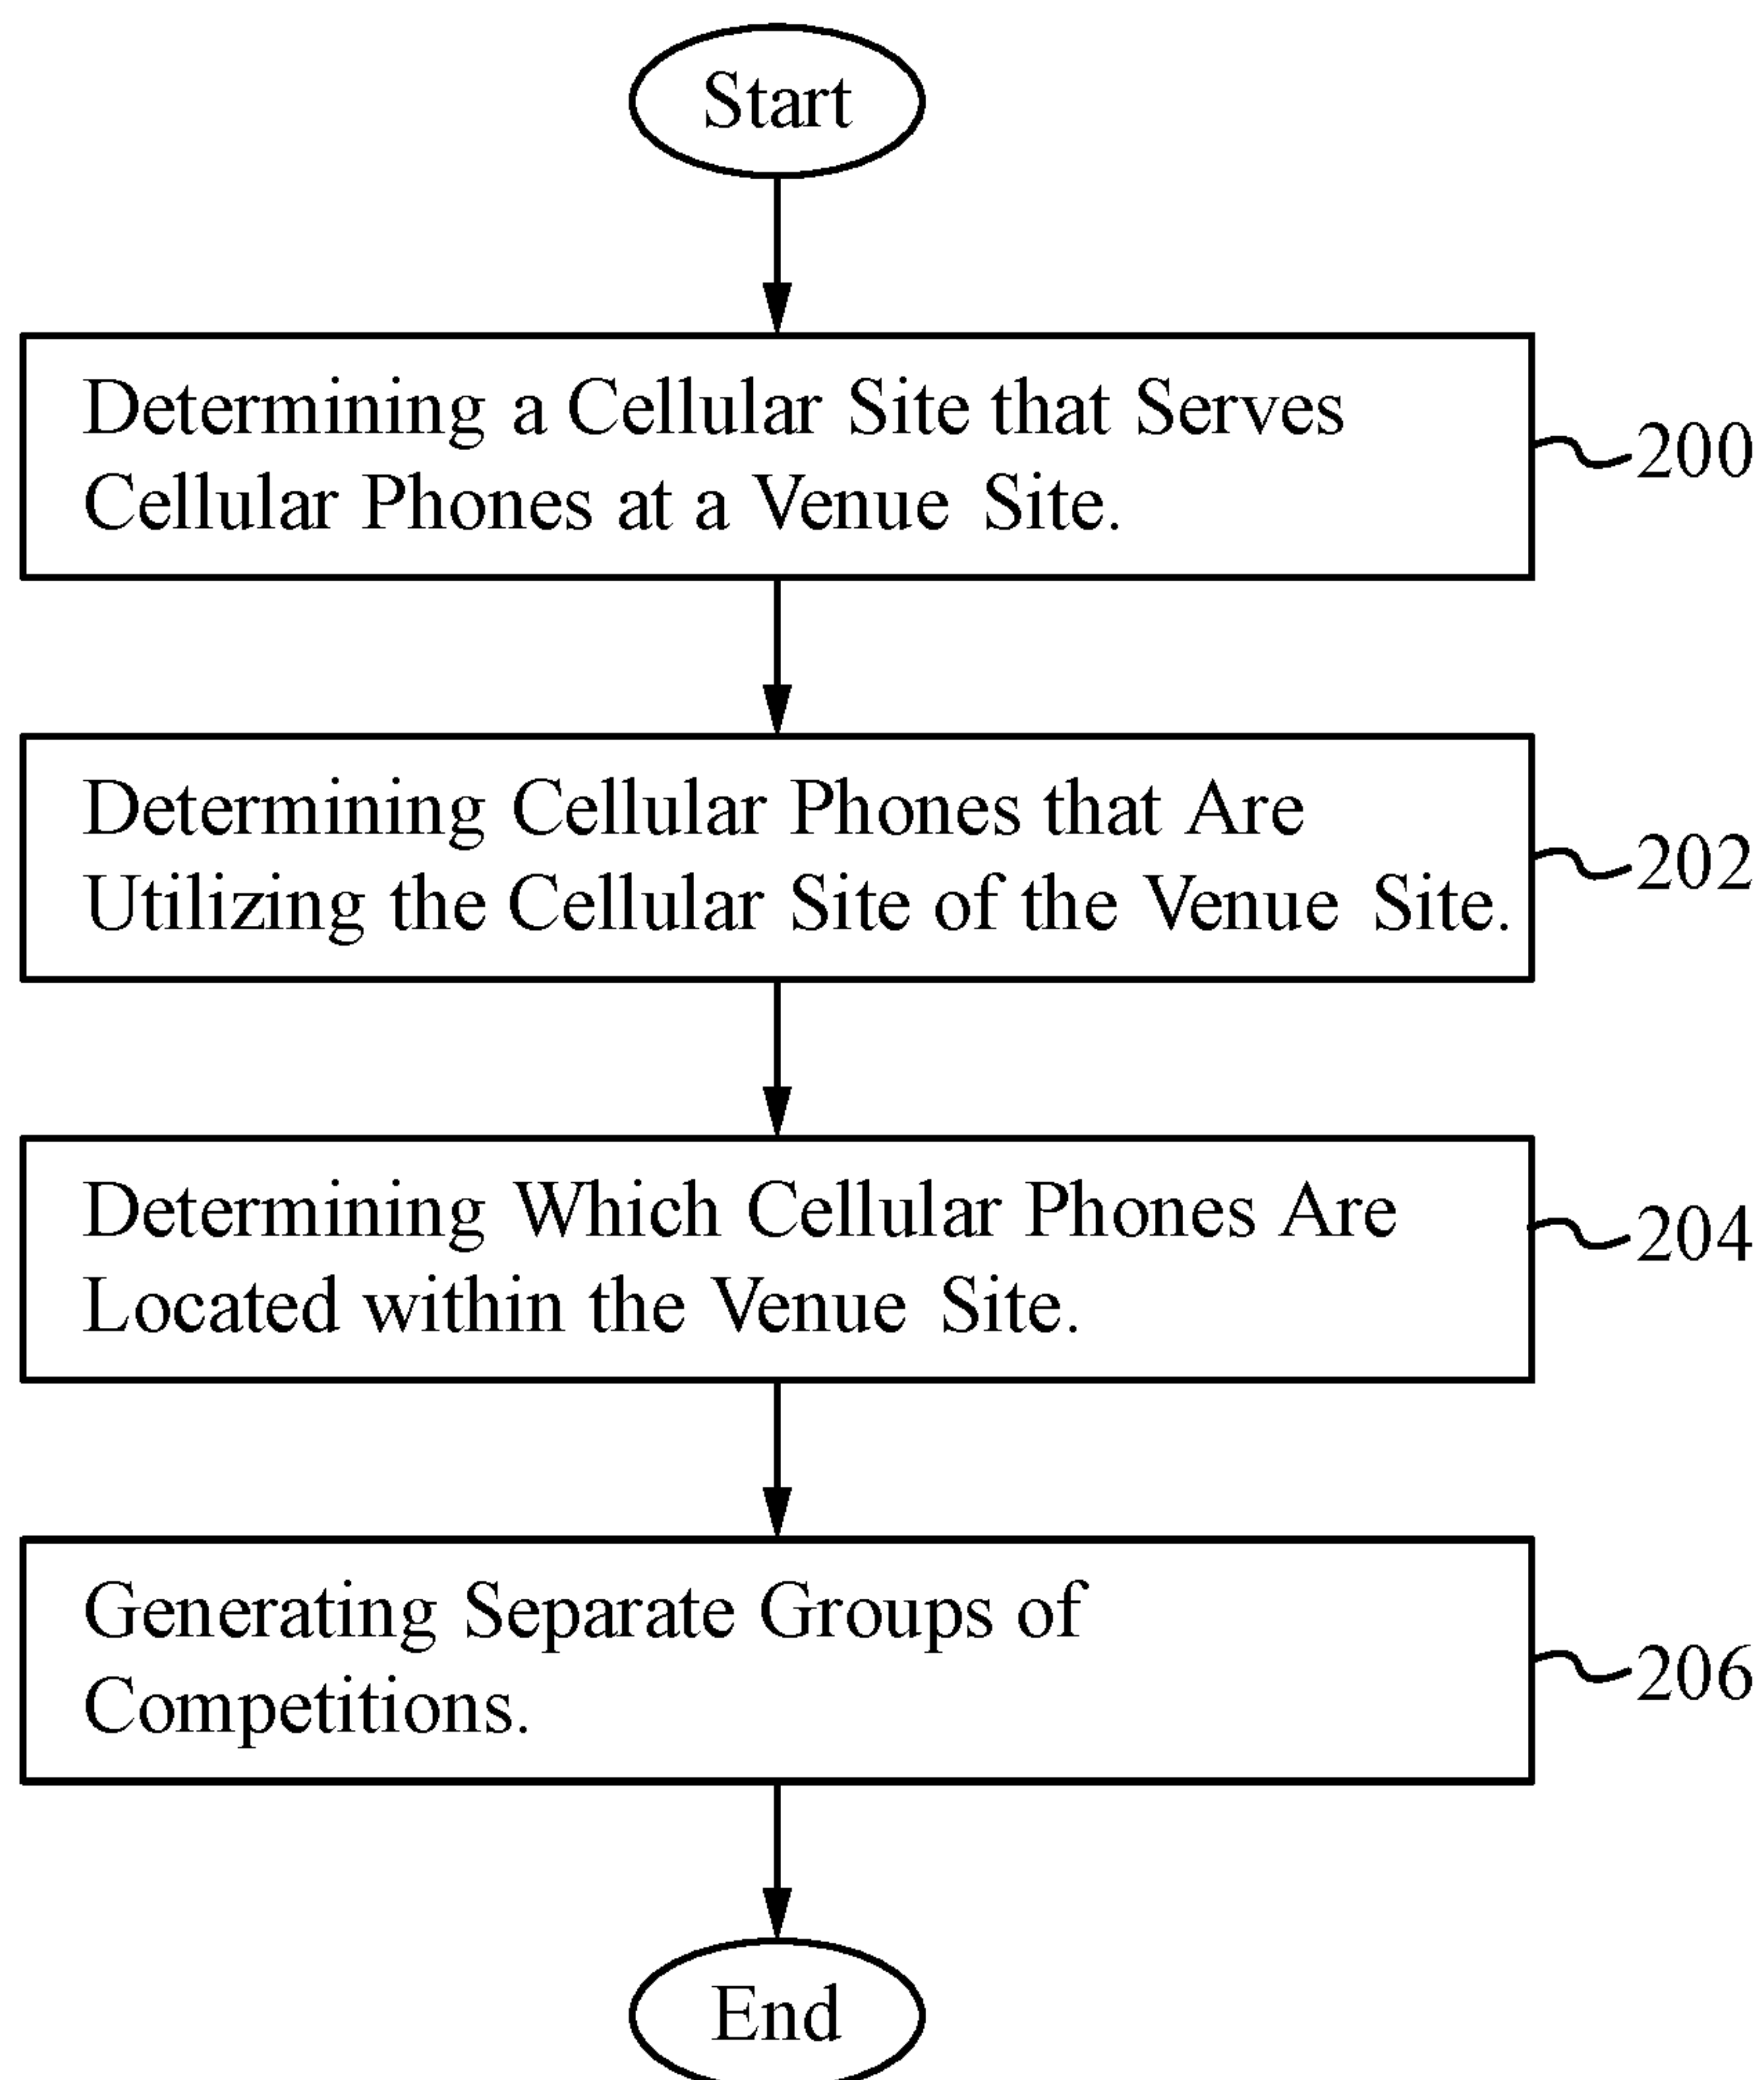 Start
Determining a Cellular Site that Serves
Cellular Phones at a Venue Site.
200
Determining Cellular Phones that Are
Utilizing the Cellular Site of the Venue Site.
202
Determining Which Cellular Phones Are
Located within the Venue Site.
204
Generating Separate Groups of
Competitions.
206
End